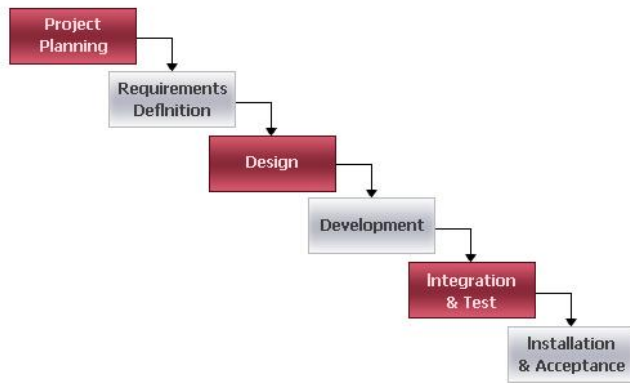 Project
Planning
Requirements
Definition
Design
Development
Integration
& Test
Installation
& Acceptance